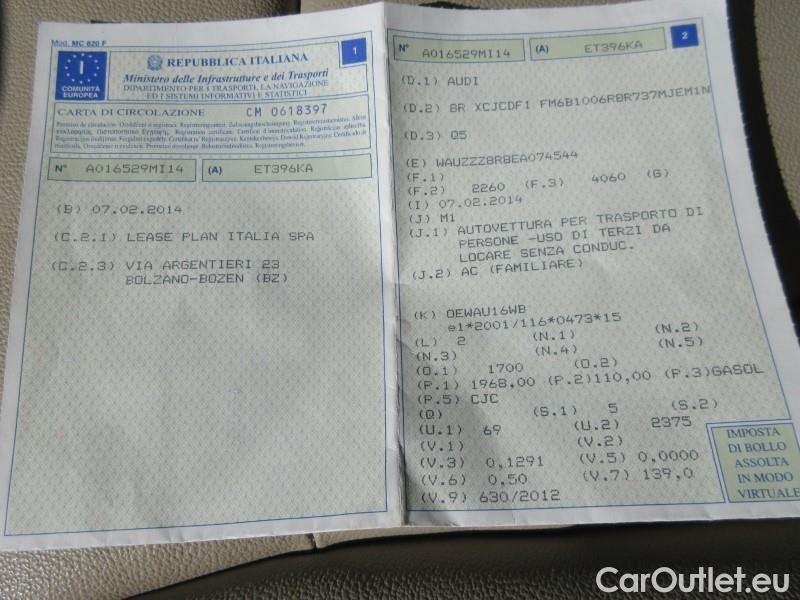 Mod. MC 820 F
1
REPUBBLICA ITALIANA
Ministero delle Infrastrutture e dei Trasporti
DIPARTIMENTO PER I TRASPORTI, LA NAVIGAZIONE
ED I SISTEMI INFORMATIVI E STATISTICI
I
COMUNITÀ
EUROPEA
CARTA DI CIRCOLAZIONE CM 0618397
N° A016529MI14 (A) ET396KA
(B) 07.02.2014
(C.2.1) LEASE PLAN ITALIA SPA
(C.2.3) VIA ARGENTIERI 23
BOLZANO-BOZEN (BZ)
2
N° A016529MI14 (A) ET396KA
(D.1) AUDI
(D.2) 8R XCJCDF1 FM6B1006R8R737MJEM1N
(D.3) Q5
(E) WAUZZZ8R8EA074544
(F.1)
(F.2) 2260 (F.3) 4060 (G)
(I) 07.02.2014
(J) M1
(J.1) AUTOVETTURA PER TRASPORTO DI
PERSONE -USO DI TERZI DA
LOCARE SENZA CONDUC.
(J.2) AC (FAMILIARE)
(K) OEWAU16WB
e1*2001/116*0473*15
(L) 2 (N.1) (N.2)
(N.3) (N.4) (N.5)
(O.1) 1700 (O.2)
(P.1) 1968,00 (P.2)110,00 (P.3)GASOL
(P.5) CJC
(Q) (S.1) 5 (S.2)
(U.1) 69 (U.2) 2375
(V.1) (V.2)
(V.3) 0,1291 (V.5) 0,0000
(V.6) 0,50 (V.7) 139,0
(V.9) 630/2012
IMPOSTA
DI BOLLO
ASSOLTA
IN MODO
VIRTUALE
CarOutlet.eu